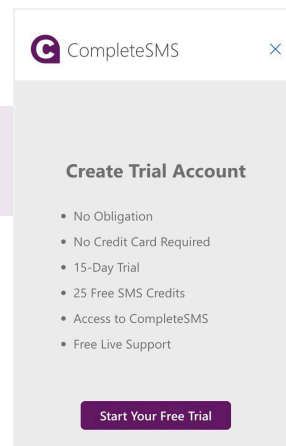 CompleteSMS
Create Trial Account
• No Obligation
• No Credit Card Required
• 15-Day Trial
• 25 Free SMS Credits
• Access to CompleteSMS
• Free Live Support
Start Your Free Trial